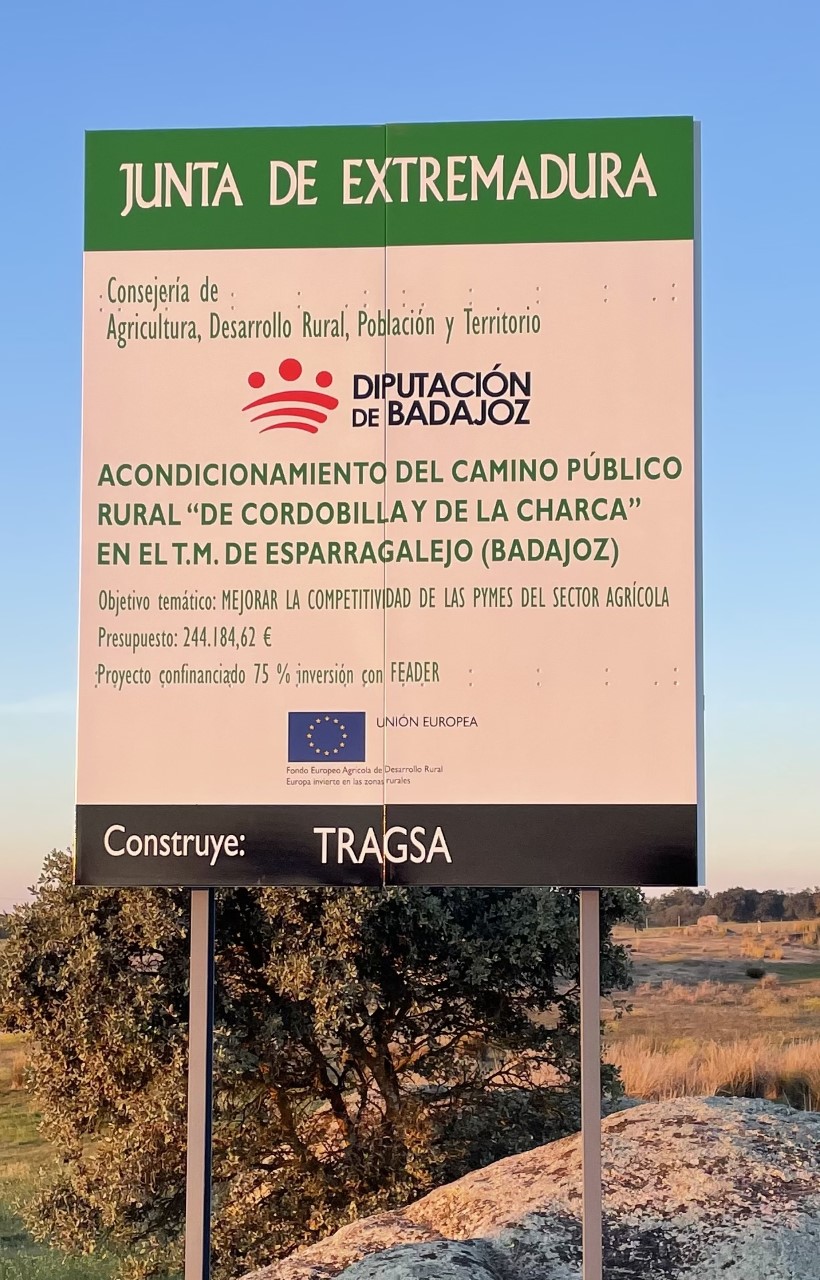 JUNTA DE EXTREMADURA
Consejería de
Agricultura, Desarrollo Rural, Población y Territorio
DIPUTACIÓN
DE BADAJOZ
ACONDICIONAMIENTO DEL CAMINO PÚBLICO
RURAL “DE CORDOBILLA Y DE LA CHARCA”
EN EL T.M. DE ESPARRAGALEJO (BADAJOZ)
Objetivo temático: MEJORAR LA COMPETITIVIDAD DE LAS PYMES DEL SECTOR AGRÍCOLA
Presupuesto: 244.184,62 €
Proyecto confinanciado 75 % inversión con FEADER
UNIÓN EUROPEA
Fondo Europeo Agricola de Desarrollo Rural
Europa invierte en las zonas rurales
Construye: TRAGSA